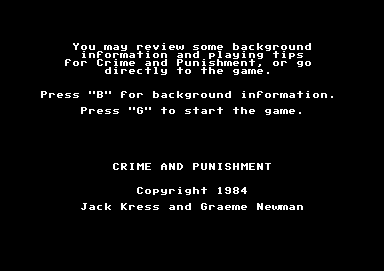 You may review some background
information and playing tips
for Crime and Punishment, or go
directly to the game.
Press "B" for background information.
Press "G" to start the game.
CRIME AND PUNISHMENT
Copyright 1984
Jack Kress and Graeme Newman